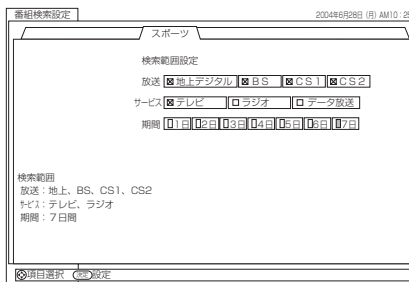 番組検索設定
2004年6月28日 (月) AM10:25
スポーツ
検索範囲設定
放送 地上デジタル BS CS1 CS2
サービス テレビ ラジオ データ放送
期間 1日 2日 3日 4日 5日 6日 7日
検索範囲
放送：地上、BS、CS1、CS2
サービス：テレビ、ラジオ
期間：7日間
項目選択 決定 設定